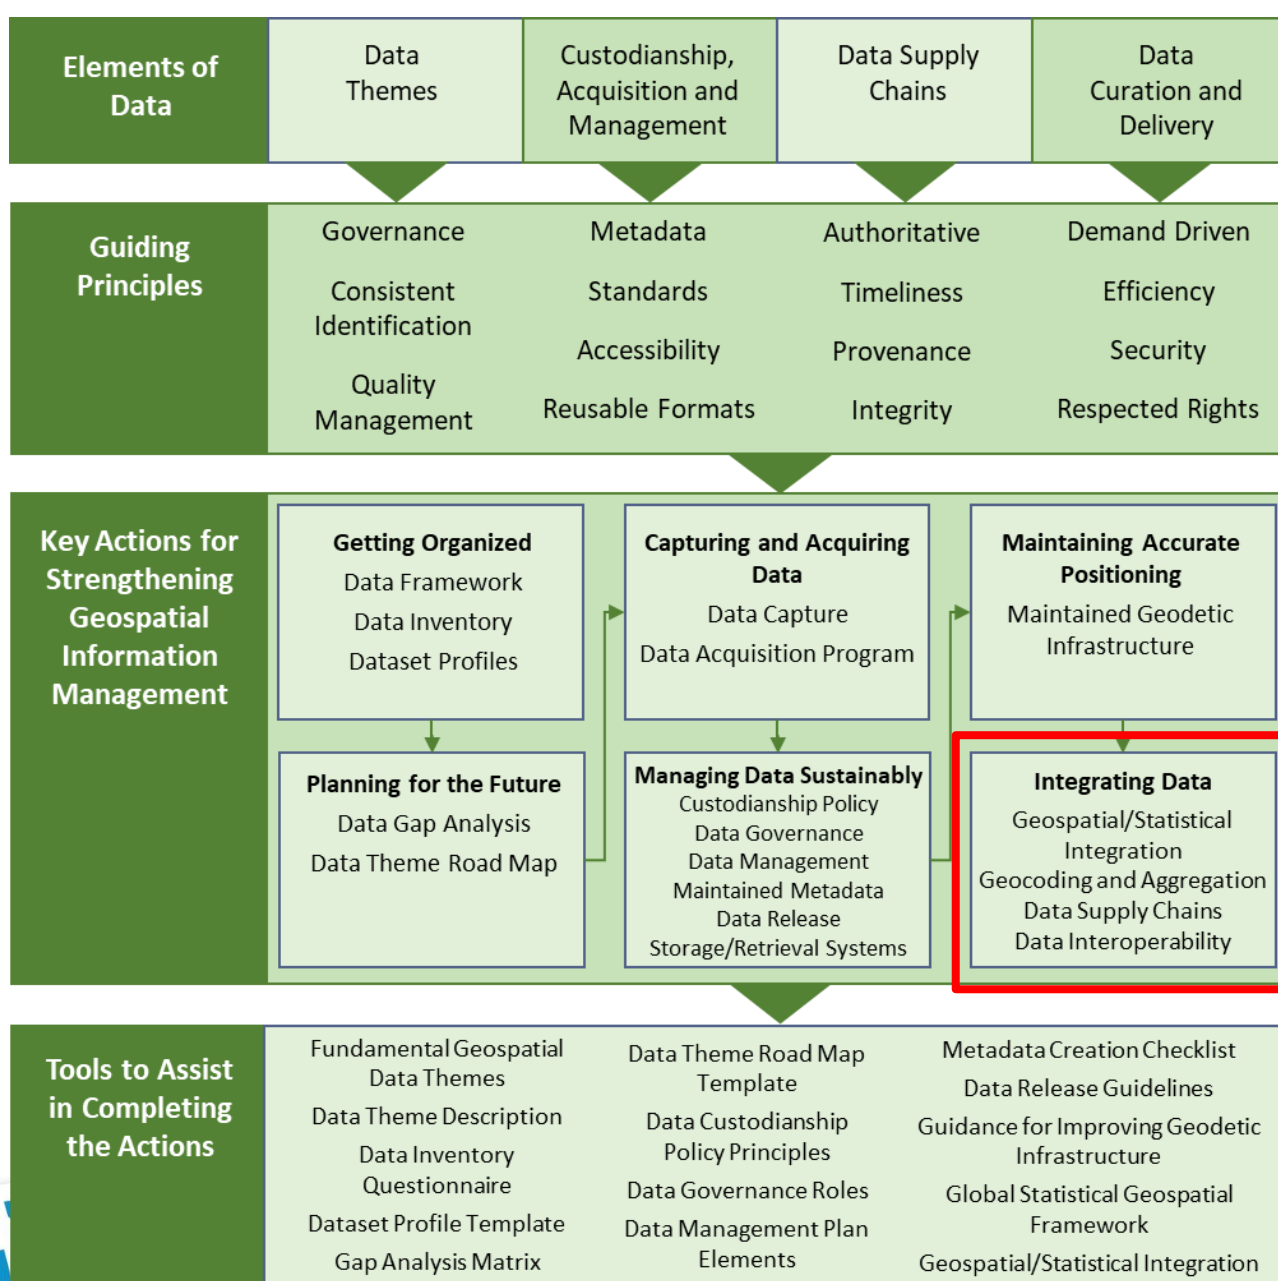 Elements of
Data
Data
Themes
Custodianship,
Acquisition and
Management
Data Supply
Chains
Data
Curation and
Delivery
Guiding
Principles
Governance
Consistent
Identification
Quality
Management
Metadata
Standards
Accessibility
Reusable Formats
Authoritative
Timeliness
Provenance
Integrity
Demand Driven
Efficiency
Security
Respected Rights
Key Actions for
Strengthening
Geospatial
Information
Management
Getting Organized
Data Framework
Data Inventory
Dataset Profiles
Planning for the Future
Data Gap Analysis
Data Theme Road Map
Capturing and Acquiring
Data
Data Capture
Data Acquisition Program
Managing Data Sustainably
Custodianship Policy
Data Governance
Data Management
Maintained Metadata
Data Release
Storage/Retrieval Systems
Maintaining Accurate
Positioning
Maintained Geodetic
Infrastructure
Integrating Data
Geospatial/Statistical
Integration
Geocoding and Aggregation
Data Supply Chains
Data Interoperability
Tools to Assist
in Completing
the Actions
Fundamental Geospatial
Data Themes
Data Theme Description
Data Inventory
Questionnaire
Dataset Profile Template
Gap Analysis Matrix
Data Theme Road Map
Template
Data Custodianship
Policy Principles
Data Governance Roles
Data Management Plan
Elements
Metadata Creation Checklist
Data Release Guidelines
Guidance for Improving Geodetic
Infrastructure
Global Statistical Geospatial
Framework
Geospatial/Statistical Integration